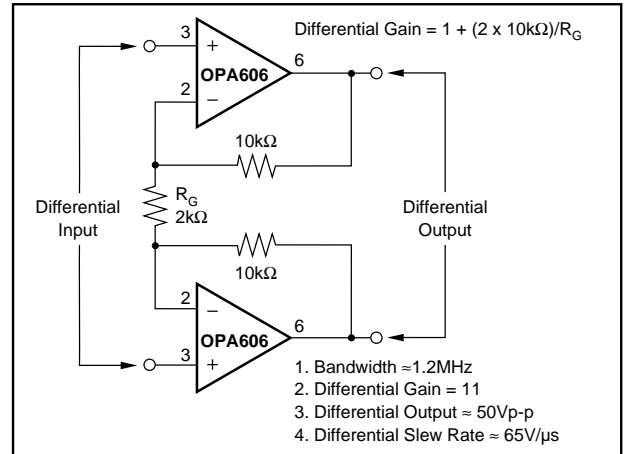 Differential Gain = 1 + (2 x 10kΩ)/RG
3
+
OPA606
6
2
–
10kΩ
RG
2kΩ
Differential
Input
Differential
Output
10kΩ
2
–
6
OPA606
3
+
1. Bandwidth ≈1.2MHz
2. Differential Gain = 11
3. Differential Output ≈ 50Vp-p
4. Differential Slew Rate ≈ 65V/µs